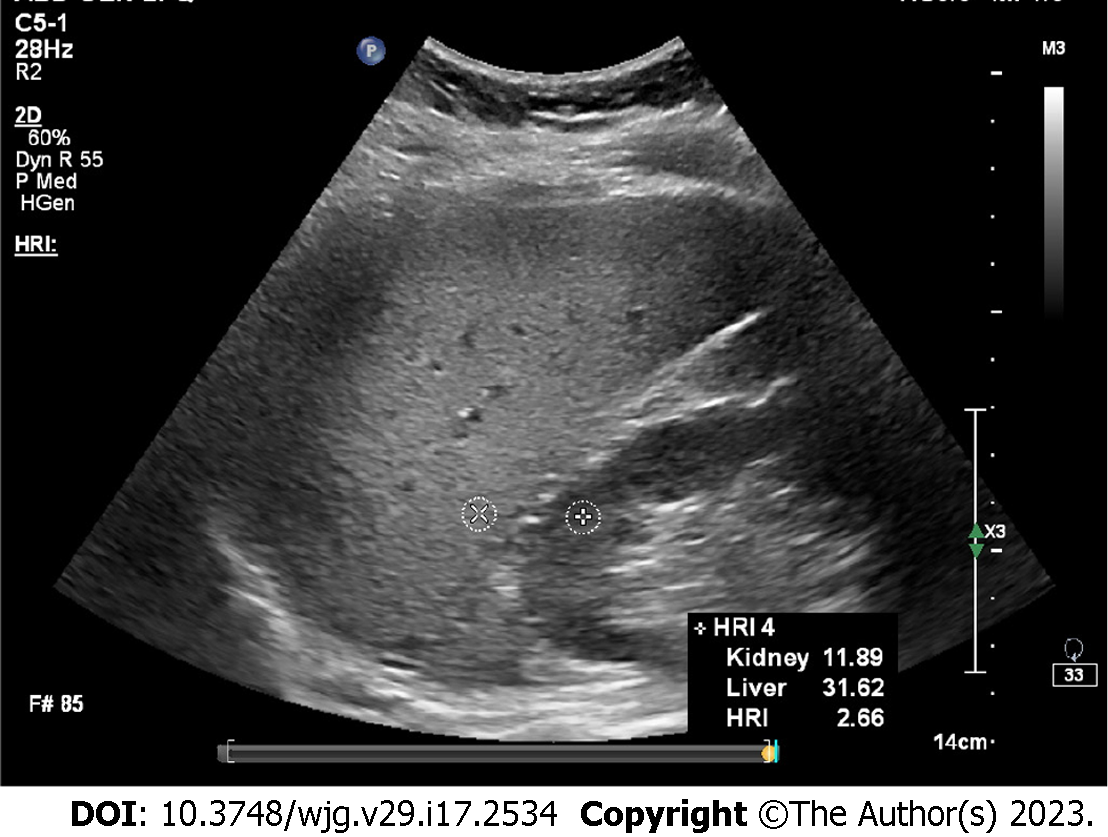 C5-1
28Hz
R2
P
M3
2D
60%
Dyn R 55
P Med
HGen
HRI:
X3
HRI 4
Kidney 11.89
Liver 31.62
HRI 2.66
33
F# 85
14cm
DOI: 10.3748/wjg.v29.i17.2534 Copyright ©The Author(s) 2023.